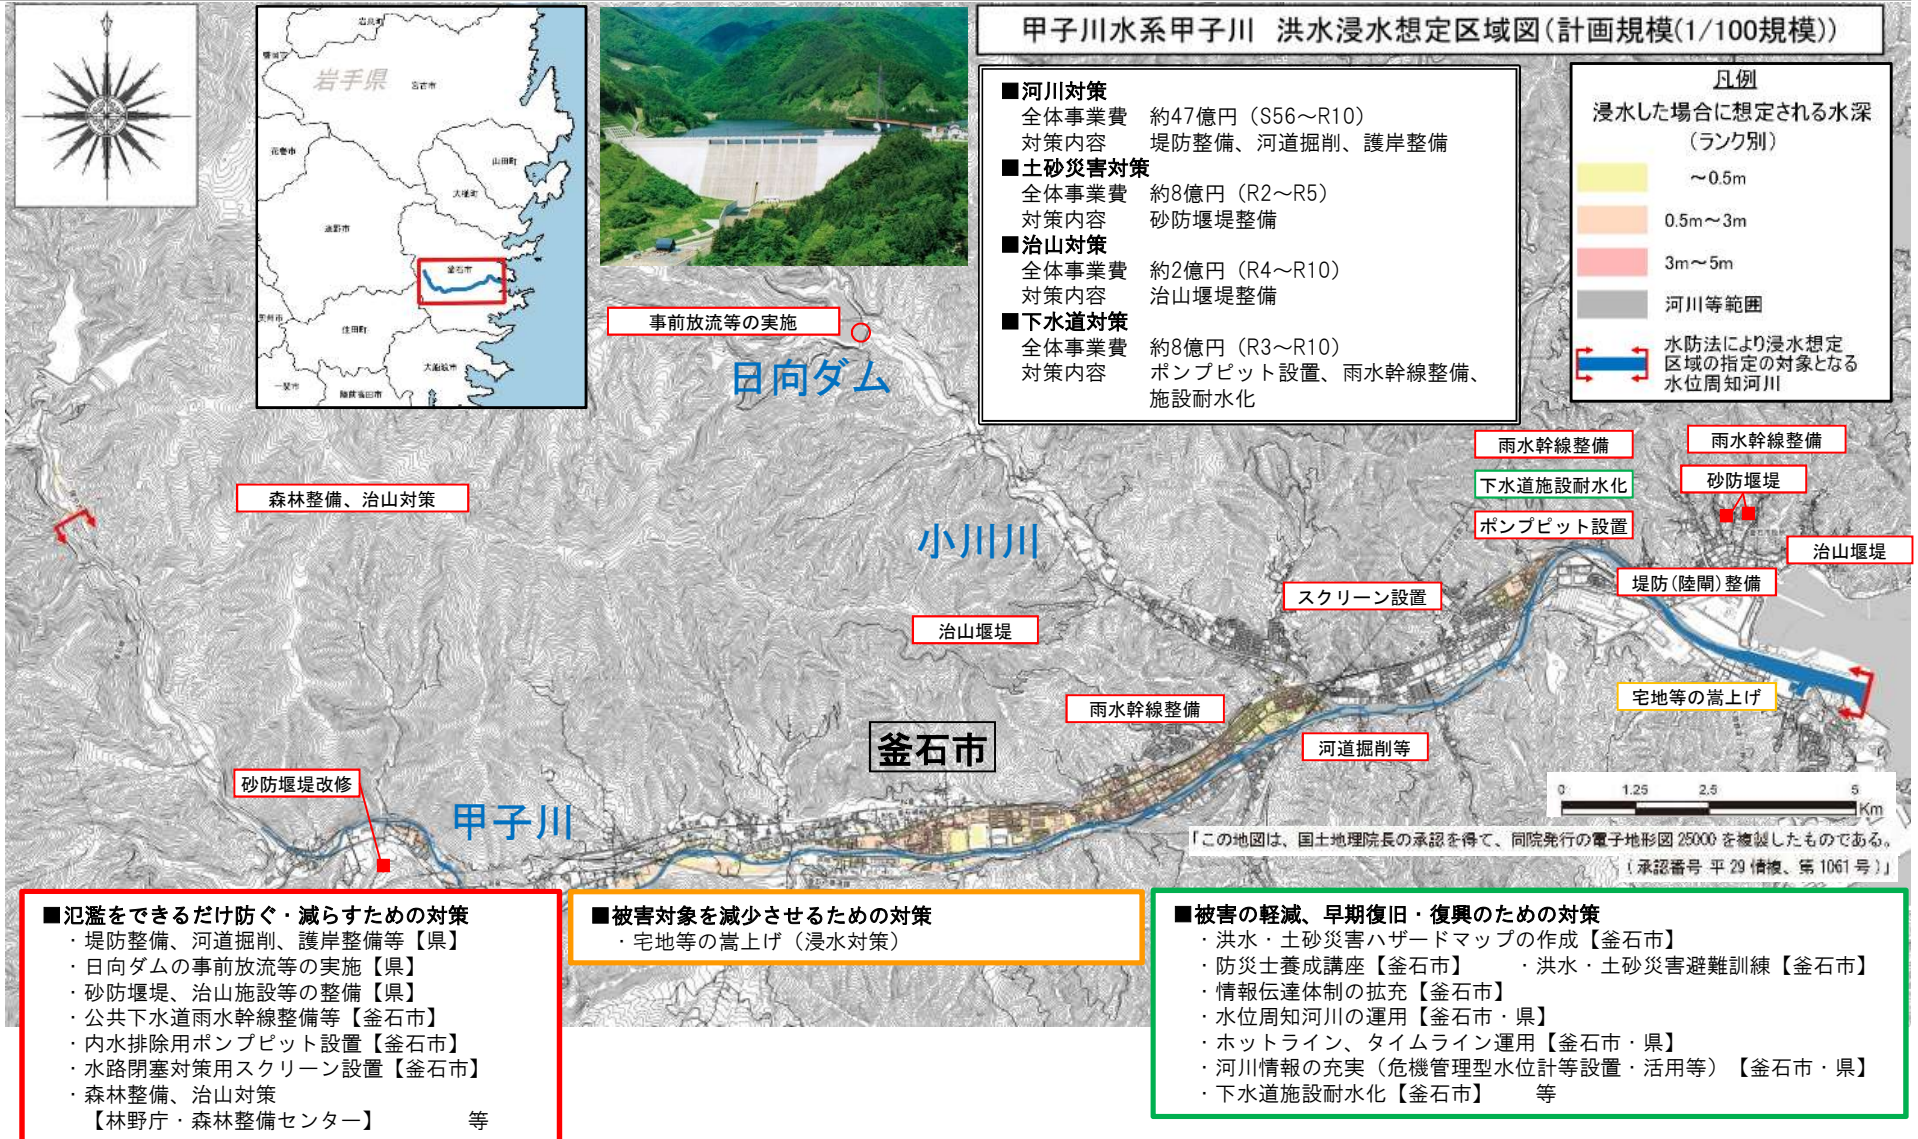 甲子川水系甲子川 洪水浸水想定区域図(計画規模(1/100規模))
岩手県
宮古市
花巻市
山田町
大槌町
遠野市
釜石市
住田町
大船渡市
一関市
陸前高田市
■河川対策
全体事業費 約47億円（S56～R10）
対策内容 堤防整備、河道掘削、護岸整備
■土砂災害対策
全体事業費 約8億円（R2～R5）
対策内容 砂防堰堤整備
■治山対策
全体事業費 約2億円（R4～R10）
対策内容 治山堰堤整備
■下水道対策
全体事業費 約8億円（R3～R10）
対策内容 ポンプピット設置、雨水幹線整備、
施設耐水化
凡例
浸水した場合に想定される水深
（ランク別）
～0.5m
0.5m～3m
3m～5m
河川等範囲
水防法により浸水想定
区域の指定の対象となる
水位周知河川
事前放流等の実施
日向ダム
雨水幹線整備
雨水幹線整備
下水道施設耐水化
砂防堰堤
森林整備、治山対策
ポンプピット設置
小川川
治山堰堤
堤防(陸閘)整備
スクリーン設置
治山堰堤
宅地等の嵩上げ
雨水幹線整備
河道掘削等
釜石市
砂防堰堤改修
甲子川
0 1.25 2.5 5
Km
「この地図は、国土地理院長の承認を得て、同院発行の電子地形図25000を複製したものである。
（承認番号 平29情複、第1061号）」
■氾濫をできるだけ防ぐ・減らすための対策
・堤防整備、河道掘削、護岸整備等【県】
・日向ダムの事前放流等の実施【県】
・砂防堰堤、治山施設等の整備【県】
・公共下水道雨水幹線整備等【釜石市】
・内水排除用ポンプピット設置【釜石市】
・水路閉塞対策用スクリーン設置【釜石市】
・森林整備、治山対策
【林野庁・森林整備センター】 等
■被害対象を減少させるための対策
・宅地等の嵩上げ（浸水対策）
■被害の軽減、早期復旧・復興のための対策
・洪水・土砂災害ハザードマップの作成【釜石市】
・防災士養成講座【釜石市】 ・洪水・土砂災害避難訓練【釜石市】
・情報伝達体制の拡充【釜石市】
・水位周知河川の運用【釜石市・県】
・ホットライン、タイムライン運用【釜石市・県】
・河川情報の充実（危機管理型水位計等設置・活用等）【釜石市・県】
・下水道施設耐水化【釜石市】 等